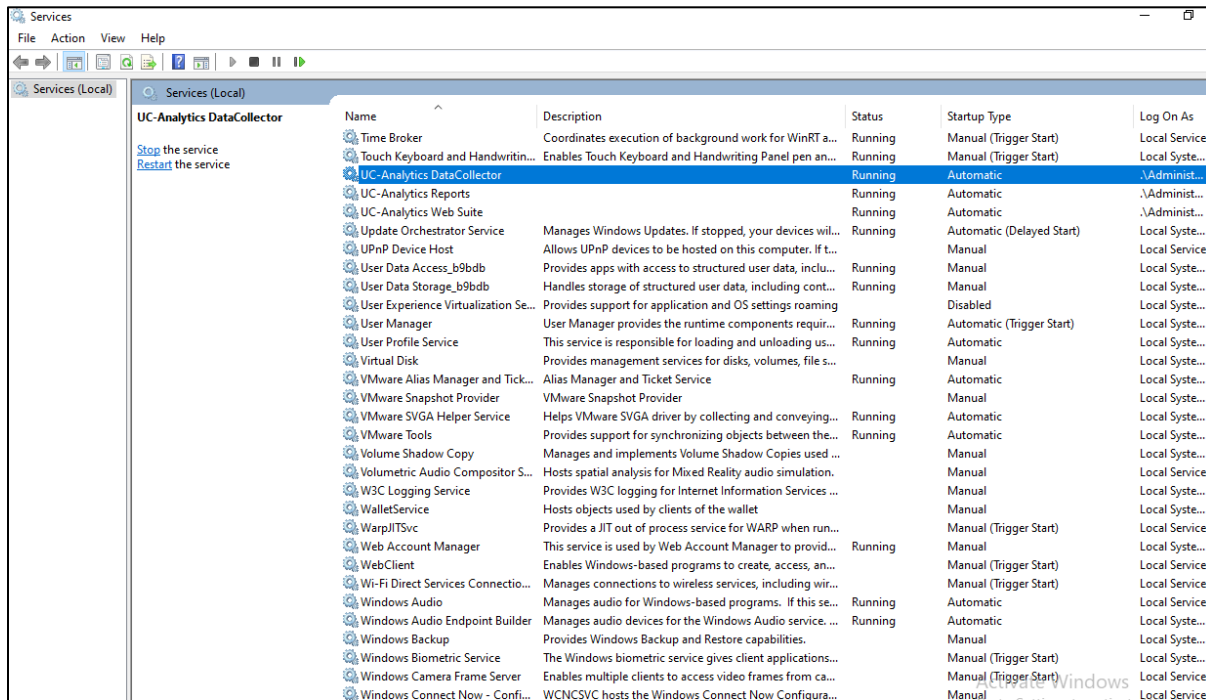 Services
File Action View Help
Services (Local)
Services (Local)
UC-Analytics DataCollector
Stop the service
Restart the service
Name Description Status Startup Type Log On As
Time Broker Coordinates execution of background work for WinRT a... Running Manual (Trigger Start) Local Service
Touch Keyboard and Handwritin... Enables Touch Keyboard and Handwriting Panel pen an... Running Manual (Trigger Start) Local Syste...
UC-Analytics DataCollector Running Automatic .\Administ...
UC-Analytics Reports Running Automatic .\Administ...
UC-Analytics Web Suite Running Automatic .\Administ...
Update Orchestrator Service Manages Windows Updates. If stopped, your devices wil... Running Automatic (Delayed Start) Local Syste...
UPnP Device Host Allows UPnP devices to be hosted on this computer. If t... Manual Local Service
User Data Access_b9bdb Provides apps with access to structured user data, inclu... Running Manual Local Syste...
User Data Storage_b9bdb Handles storage of structured user data, including cont... Running Manual Local Syste...
User Experience Virtualization Se... Provides support for application and OS settings roaming Disabled Local Syste...
User Manager User Manager provides the runtime components requir... Running Automatic (Trigger Start) Local Syste...
User Profile Service This service is responsible for loading and unloading us... Running Automatic Local Syste...
Virtual Disk Provides management services for disks, volumes, file s... Manual Local Syste...
VMware Alias Manager and Tick... Alias Manager and Ticket Service Running Automatic Local Syste...
VMware Snapshot Provider VMware Snapshot Provider Manual Local Syste...
VMware SVGA Helper Service Helps VMware SVGA driver by collecting and conveying... Running Automatic Local Syste...
VMware Tools Provides support for synchronizing objects between the... Running Automatic Local Syste...
Volume Shadow Copy Manages and implements Volume Shadow Copies used ... Manual Local Syste...
Volumetric Audio Compositor S... Hosts spatial analysis for Mixed Reality audio simulation. Manual Local Service
W3C Logging Service Provides W3C logging for Internet Information Services ... Manual Local Syste...
WalletService Hosts objects used by clients of the wallet Manual Local Syste...
WarpJITSvc Provides a JIT out of process service for WARP when run... Manual (Trigger Start) Local Service
Web Account Manager This service is used by Web Account Manager to provid... Running Manual Local Syste...
WebClient Enables Windows-based programs to create, access, an... Manual (Trigger Start) Local Service
Wi-Fi Direct Services Connectio... Manages connections to wireless services, including wir... Manual (Trigger Start) Local Service
Windows Audio Manages audio for Windows-based programs. If this se... Running Automatic Local Service
Windows Audio Endpoint Builder Manages audio devices for the Windows Audio service. ... Running Automatic Local Syste...
Windows Backup Provides Windows Backup and Restore capabilities. Manual Local Syste...
Windows Biometric Service The Windows biometric service gives client applications... Manual (Trigger Start) Local Syste...
Windows Camera Frame Server Enables multiple clients to access video frames from ca... Manual (Trigger Start) Local Service
Activate Windows
Windows Connect Now - Confi... WCNCSVC hosts the Windows Connect Now Configura... Manual Local Service